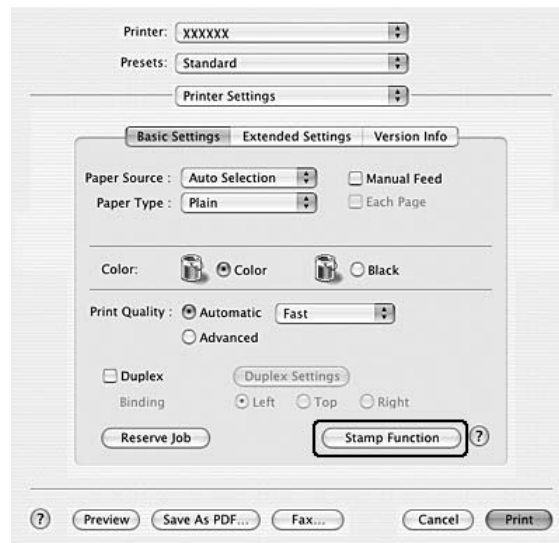 Printer: XXXXXX
Presets: Standard
Printer Settings
Basic Settings Extended Settings Version Info
Paper Source : Auto Selection Manual Feed
Paper Type : Plain Each Page
Color: Color Black
Print Quality : Automatic Fast
Advanced
Duplex Duplex Settings
Binding Left Top Right
Reserve Job Stamp Function ?
? Preview Save As PDF... Fax... Cancel Print